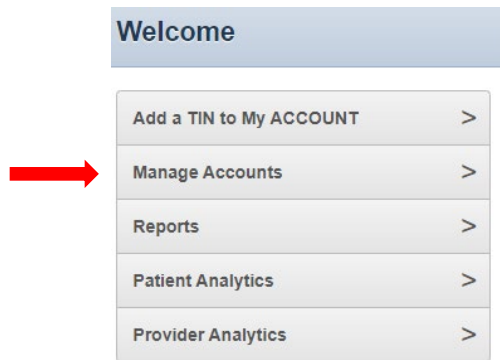 Welcome
Add a TIN to My ACCOUNT >
Manage Accounts >
Reports >
Patient Analytics >
Provider Analytics >